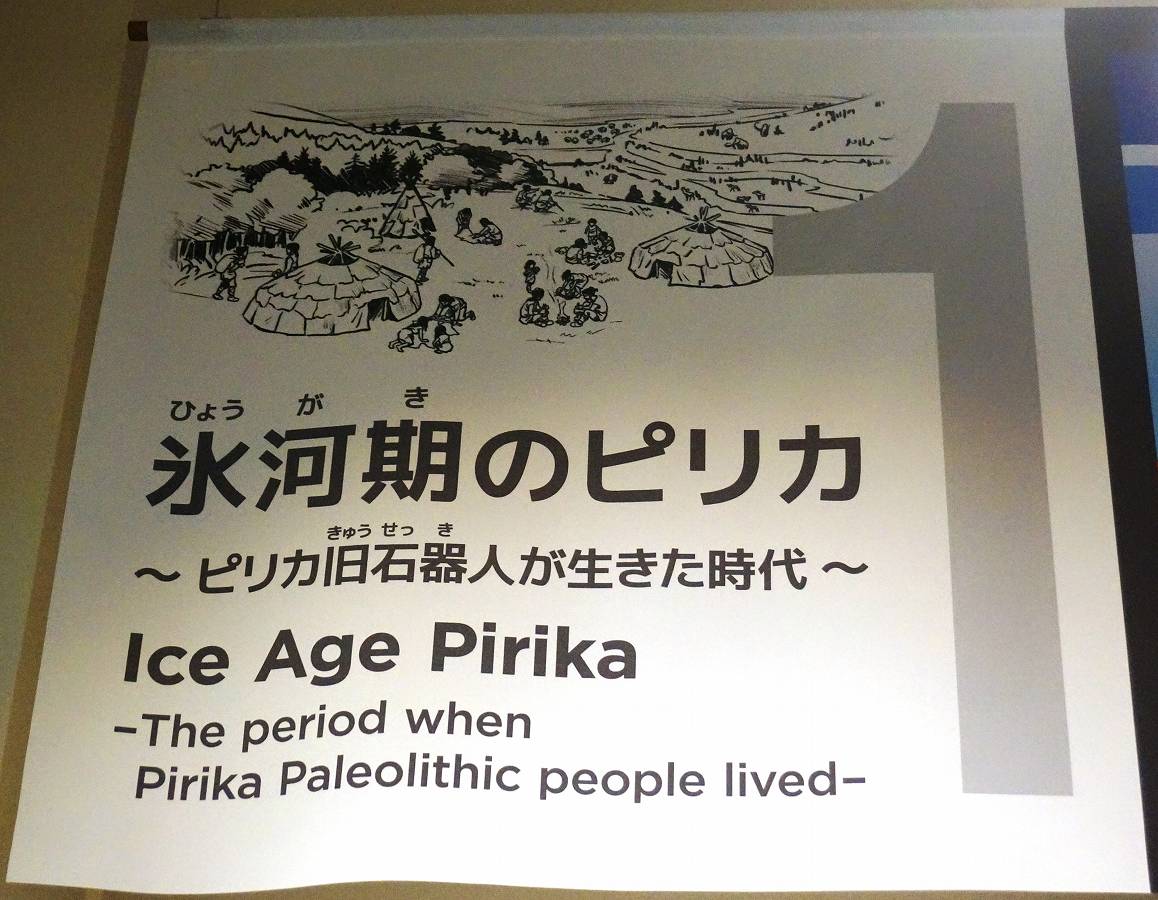 1
ひょう が き
氷河期のピリカ
きゅう せっ き
～ピリカ旧石器人が生きた時代～
Ice Age Pirika
–The period when
Pirika Paleolithic people lived–